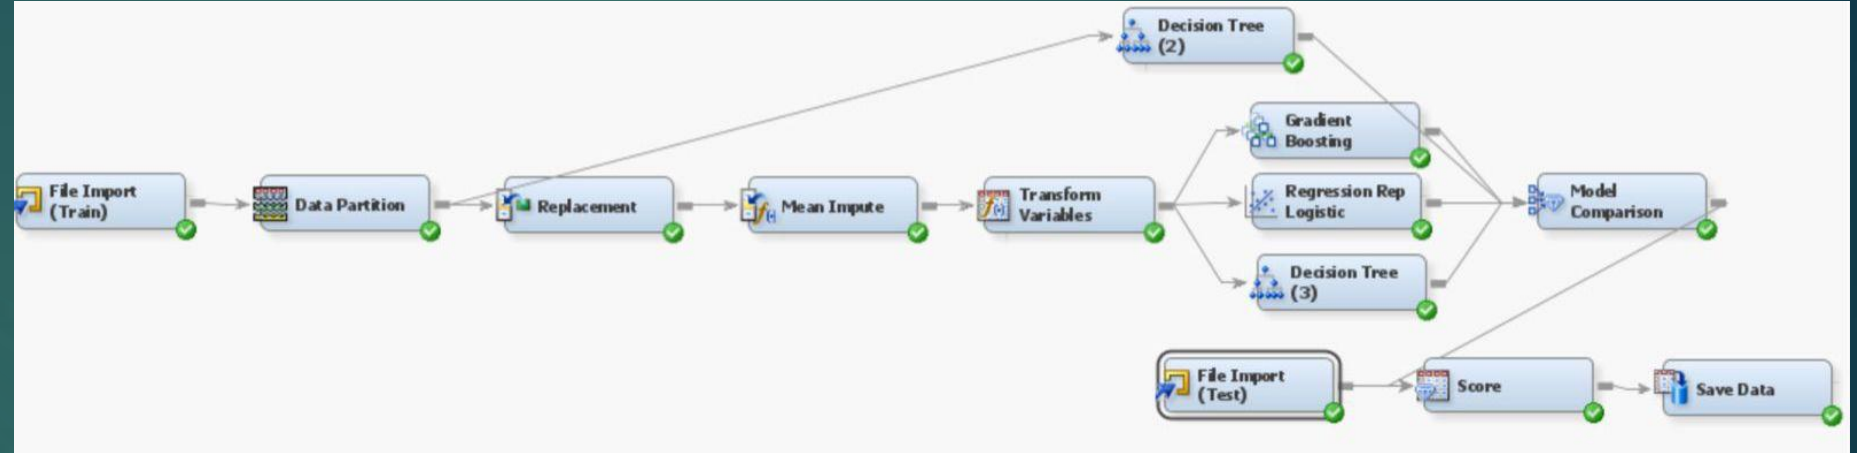 Decision Tree
(2)
Gradient
Boosting
File Import
(Train)
Data Partition
Replacement
Mean Impute
Transform
Variables
Regression Rep
Logistic
Model
Comparison
Decision Tree
(3)
File Import
(Test)
Score
Save Data